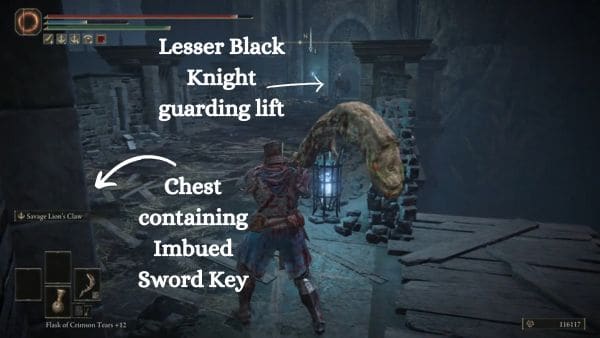 Lesser Black
Knight
guarding lift
Chest
containing
Imbued
Sword Key
Savage Lion's Claw
Flask of Crimson Tears +12
116117